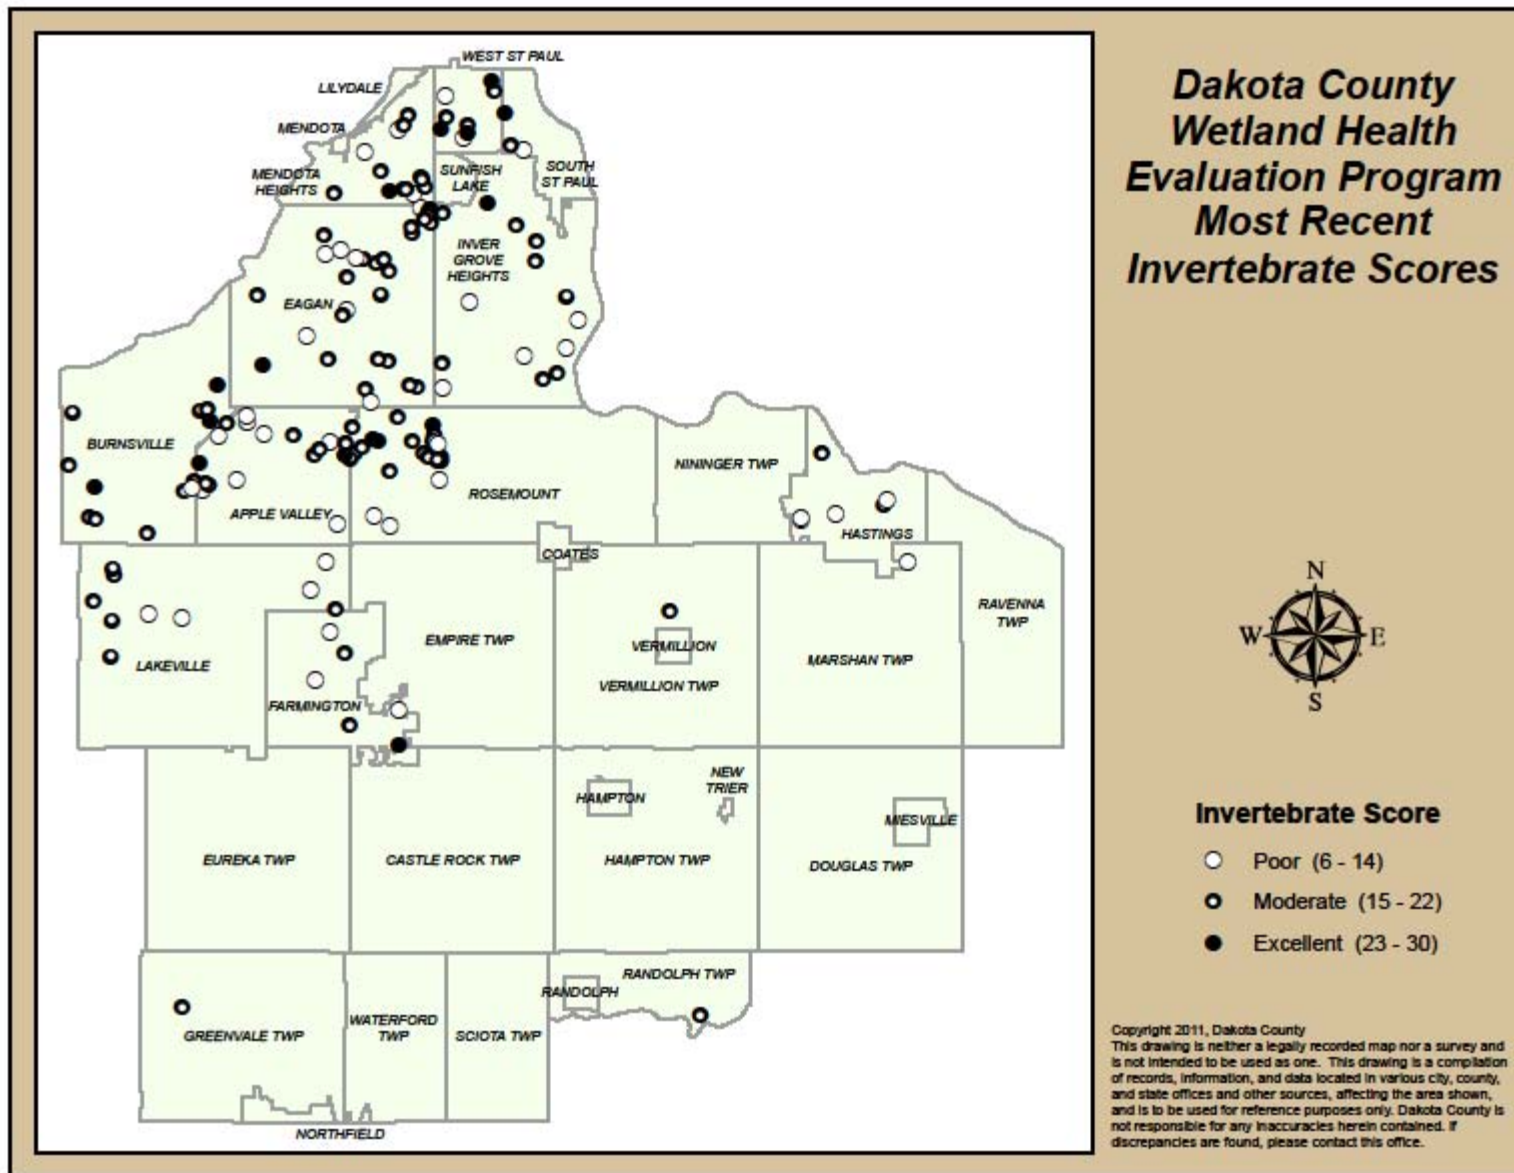 Dakota County
Wetland Health
Evaluation Program
Most Recent
Invertebrate Scores
WEST ST PAUL
LILYDALE
MENDOTA
MENDOTA
HEIGHTS
SUNFISH
LAKE
SOUTH
ST PAUL
INVER
GROVE
HEIGHTS
EAGAN
BURNSVILLE
APPLE VALLEY
ROSEMOUNT
NININGER TWP
HASTINGS
COATES
RAVENNA
TWP
LAKEVILLE
EMPIRE TWP
VERMILLION
VERMILLION TWP
MARSHAN TWP
FARMINGTON
HAMPTON
NEW
TRIER
MIESVILLE
EUREKA TWP
CASTLE ROCK TWP
HAMPTON TWP
DOUGLAS TWP
RANDOLPH TWP
RANDOLPH
GREENVALE TWP
WATERFORD
TWP
SCIOTA TWP
NORTHFIELD
N
W
E
S
Invertebrate Score
Poor (6 - 14)
Moderate (15 - 22)
Excellent (23 - 30)
Copyright 2011, Dakota County
This drawing is neither a legally recorded map nor a survey and
is not intended to be used as one. This drawing is a compilation
of records, information, and data located in various city, county,
and state offices and other sources, affecting the area shown,
and is to be used for reference purposes only. Dakota County is
not responsible for any inaccuracies herein contained. If
discrepancies are found, please contact this office.